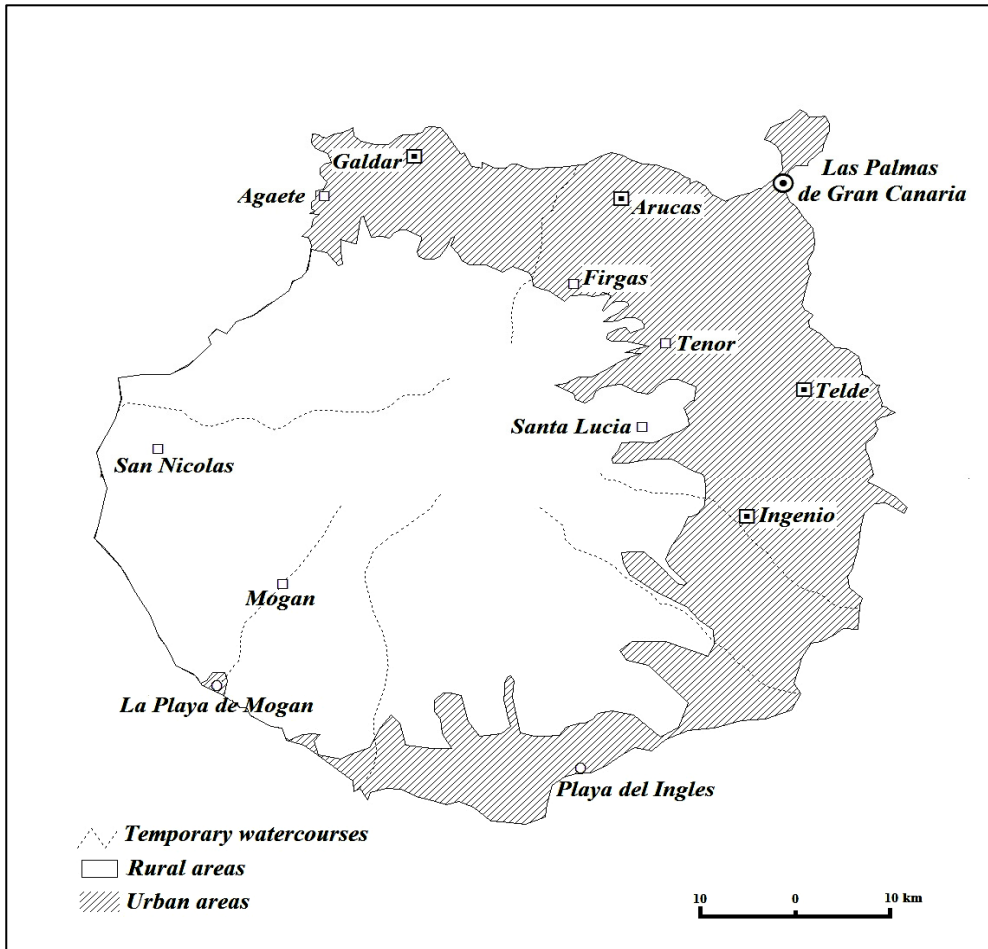 Galdar
Las Palmas
de Gran Canaria
Agaete
Arucas
Firgas
Tenor
Telde
Santa Lucia
San Nicolas
Ingenio
Mogan
La Playa de Mogan
Playa del Ingles
Temporary watercourses
Rural areas
Urban areas
10 0 10 km